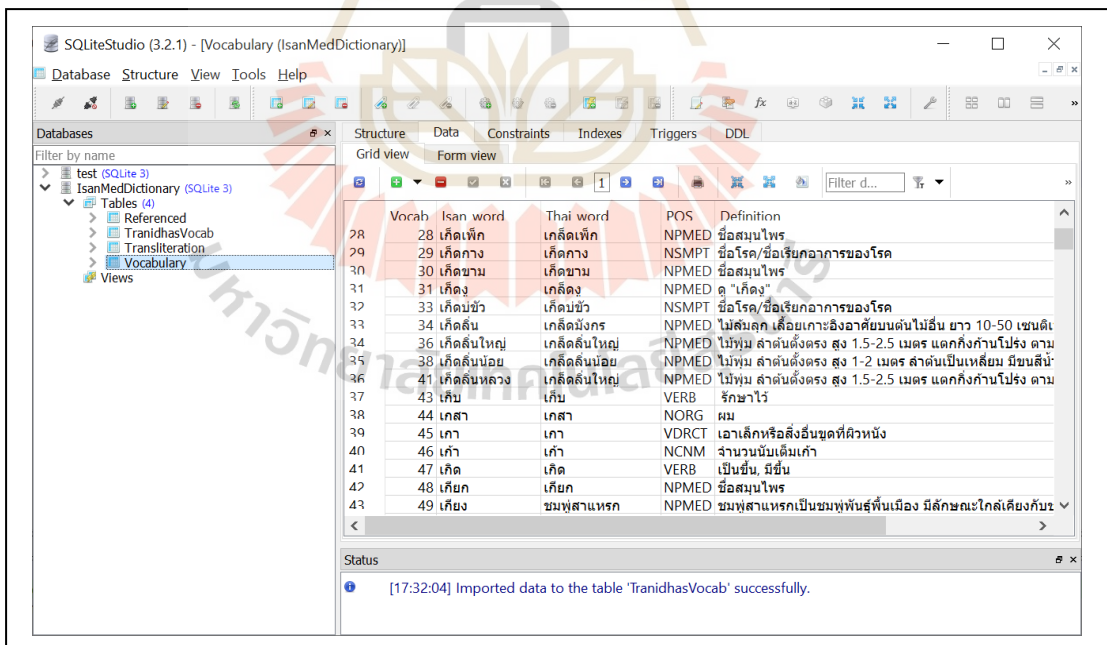 SQLiteStudio (3.2.1) - [Vocabulary (IsanMedDictionary)]
Database Structure View Tools Help
Databases
Filter by name
test (SQLite 3)
IsanMedDictionary (SQLite 3)
Tables (4)
Referenced
TranidhasVocab
Transliteration
Vocabulary
Views
Structure Data Constraints Indexes Triggers DDL
Grid view Form view
1 Filter d...
Vocab Isan word Thai word POS Definition
28 28 เกิดเพ็ก เกล็ดเพ็ก NPMED ชื่อสมุนไพร
29 29 เกิ็ดกาง เกิ็ดกาง NSMPT ชื่อโรค/ชื่อเรียกอาการของโรค
30 30 เกิ็ดขาม เกิ็ดขาม NPMED ชื่อสมุนไพร
31 31 เก็ดงู เกล็ดงู NPMED ดู "เก็ดงู"
32 33 เก็ดบ่ขัว เก็ดบ่ขัว NSMPT ชื่อโรค/ชื่อเรียกอาการของโรค
33 34 เก็ดลิ่น เกล็ดมังกร NPMED ไม้ล้มลุก เลื้อยเกาะอิงอาศัยบนต้นไม้อื่น ยาว 10-50 เซนติเ
34 36 เก็ดลิ่นใหญ่ เกล็ดลิ่นใหญ่ NPMED ไม้พุ่ม ลำต้นตั้งตรง สูง 1.5-2.5 เมตร แตกกิ่งก้านโปร่ง ตาม
35 38 เก็ดลิ่นน้อย เกล็ดลิ่นน้อย NPMED ไม้พุ่ม ลำต้นตั้งตรง สูง 1-2 เมตร ลำต้นเป็นเหลี่ยม มีขนสีน้ำ
36 41 เก็ดลิ่นหลวง เกล็ดลิ่นใหญ่ NPMED ไม้พุ่ม ลำต้นตั้งตรง สูง 1.5-2.5 เมตร แตกกิ่งก้านโปร่ง ตาม
37 43 เก็บ เก็บ VERB รักษาไว้
38 44 เกสา เกสา NORG ผม
39 45 เกา เกา VDRCT เอาเล็กหรือสิ่งอื่นขูดที่ผิวหนัง
40 46 เก้า เก้า NCNM จำนวนนับเต็มเก้า
41 47 เกิด เกิด VERB เป็นขึ้น, มีขึ้น
42 48 เกียก เกียก NPMED ชื่อสมุนไพร
43 49 เกียง ชมพู่สาแหรก NPMED ชมพู่สาแหรกเป็นชมพู่พันธุ์พื้นเมือง มีลักษณะใกล้เคียงกับช
Status
[17:32:04] Imported data to the table 'TranidhasVocab' successfully.
มหาวิทยาลัยเทคโนโลยีสุรนารี